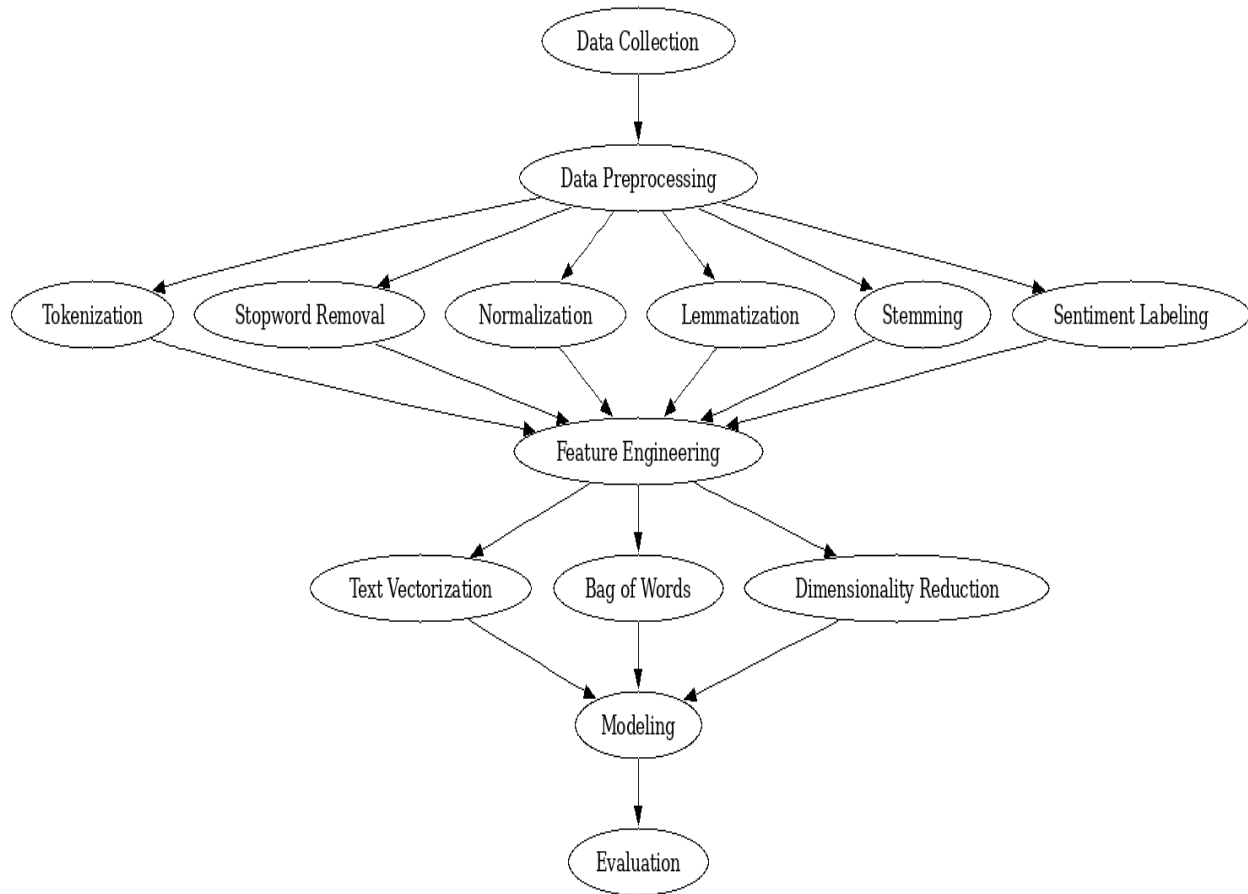 Data Collection
Data Preprocessing
Tokenization
Stopword Removal
Normalization
Lemmatization
Stemming
Sentiment Labeling
Feature Engineering
Text Vectorization
Bag of Words
Dimensionality Reduction
Modeling
Evaluation